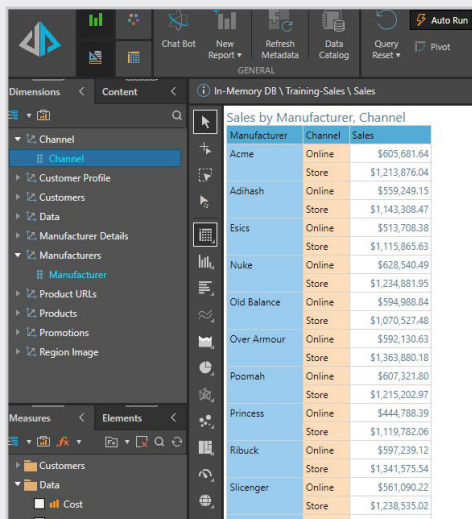 Auto Run
Chat Bot
New Report
Refresh Metadata
Data Catalog
Query Reset
Pivot
GENERAL
Dimensions
Content
In-Memory DB \ Training-Sales \ Sales
Channel
Channel
Customer Profile
Customers
Data
Manufacturer Details
Manufacturers
Manufacturer
Product URLs
Products
Promotions
Region Image
Measures
Elements
fx
Customers
Data
Cost
Sales by Manufacturer, Channel
Manufacturer Channel Sales
Acme Online $605,681.64
Store $1,213,876.04
Adihash Online $559,249.15
Store $1,143,308.47
Esics Online $513,708.38
Store $1,115,865.63
Nuke Online $628,540.49
Store $1,234,881.95
Old Balance Online $594,988.84
Store $1,070,527.48
Over Armour Online $592,130.63
Store $1,363,880.18
Poomah Online $607,321.80
Store $1,215,202.97
Princess Online $444,788.39
Store $1,119,782.06
Ribuck Online $597,239.12
Store $1,341,575.54
Slicenger Online $561,090.22
Store $1,238,535.02